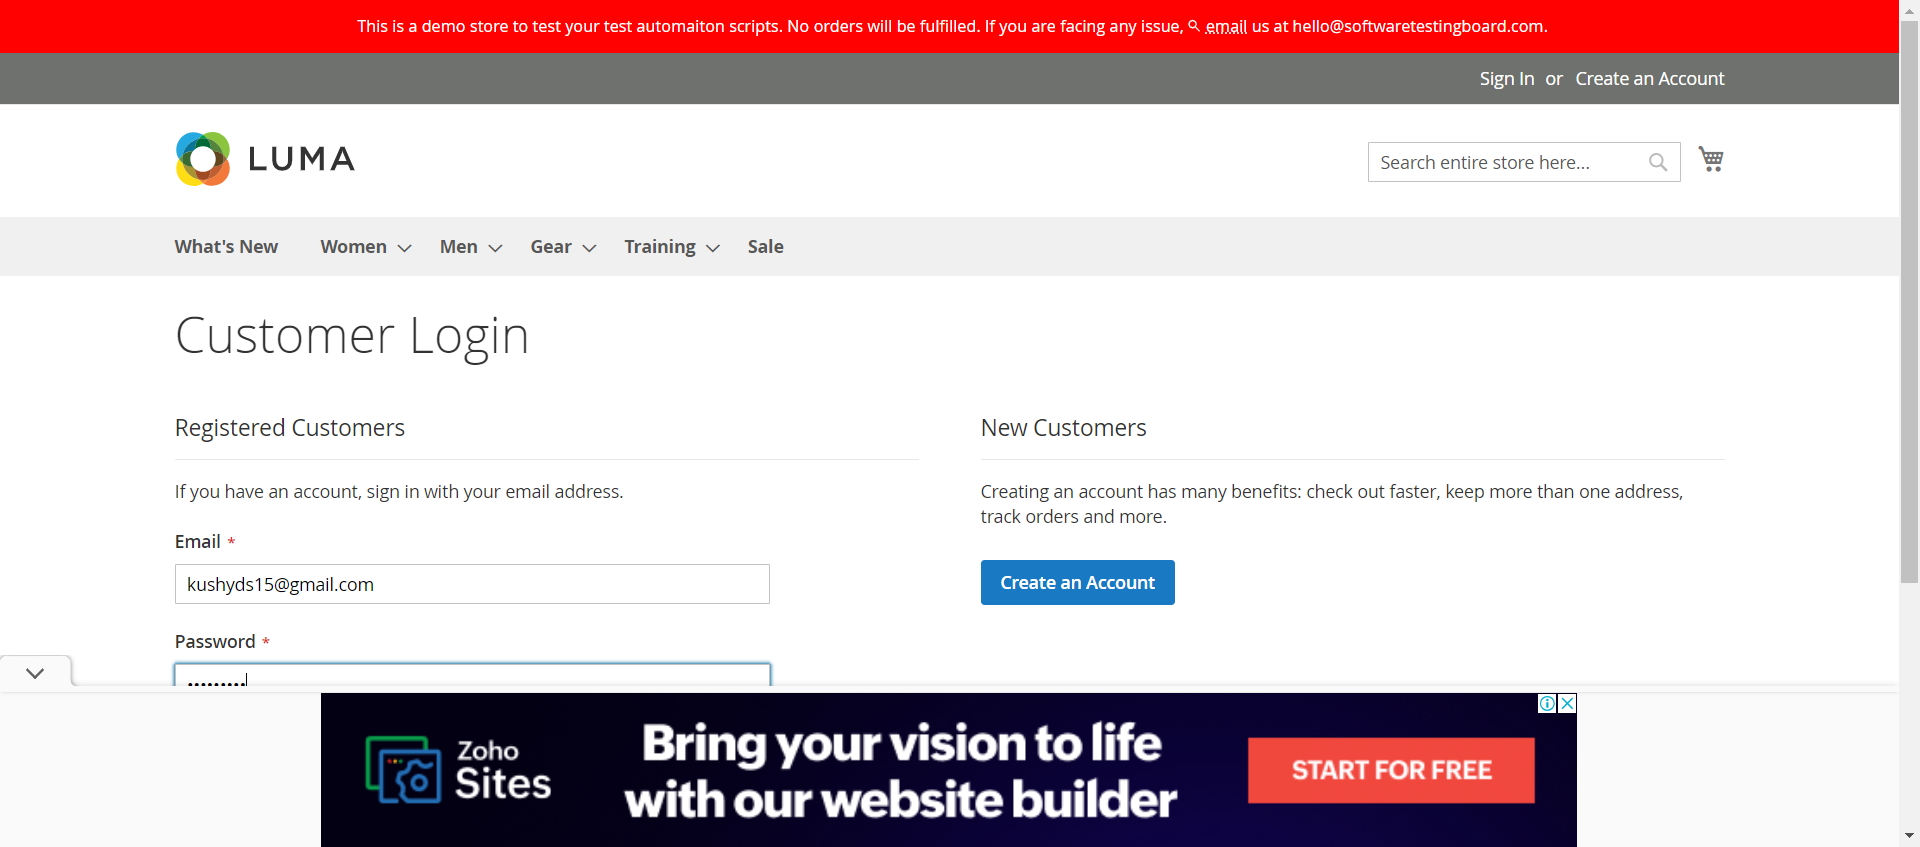 This is a demo store to test your test automaiton scripts. No orders will be fulfilled. If you are facing any issue, email us at hello@softwaretestingboard.com.
Sign In or Create an Account
LUMA
Search entire store here...
What's New Women Men Gear Training Sale
Customer Login
Registered Customers
If you have an account, sign in with your email address.
Email *
kushyds15@gmail.com
Password *
New Customers
Creating an account has many benefits: check out faster, keep more than one address,
track orders and more.
Create an Account
Zoho
Sites
Bring your vision to life
with our website builder
START FOR FREE